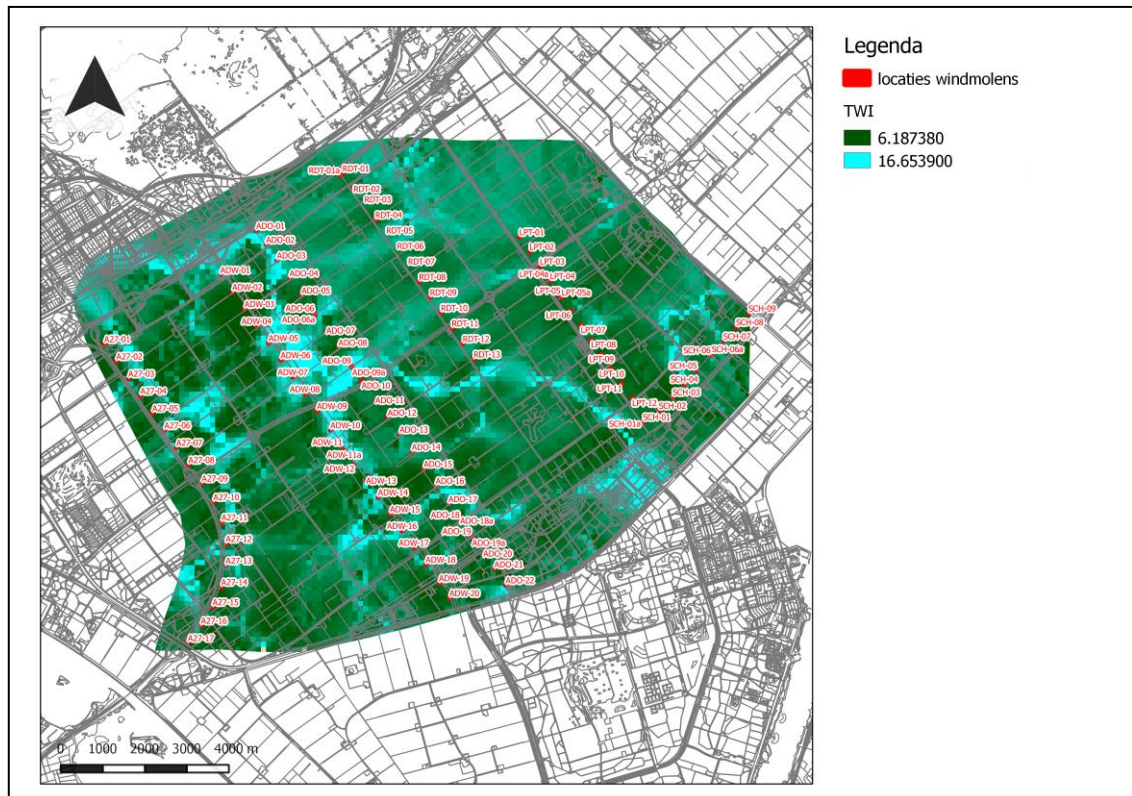 Legenda
locaties windmolens
TWI
6.187380
16.653900
RDT-01a RDT-01
RDT-02
RDT-03
RDT-04
RDT-05
RDT-06
RDT-07
RDT-08
RDT-09
RDT-10
RDT-11
RDT-12
RDT-13
ADO-01
ADO-02
ADO-03
ADO-04
ADO-05
ADO-06
ADO-06a
ADO-07
ADO-08
ADO-09
ADO-09a
ADO-10
ADO-11
ADO-12
ADO-13
ADO-14
ADO-15
ADO-16
ADO-17
ADO-18
ADO-18a
ADO-19
ADO-19a
ADO-20
ADO-21
ADO-22
ADW-01
ADW-02
ADW-03
ADW-04
ADW-05
ADW-06
ADW-07
ADW-08
ADW-09
ADW-10
ADW-11
ADW-11a
ADW-12
ADW-13
ADW-14
ADW-15
ADW-16
ADW-17
ADW-18
ADW-19
ADW-20
A27-01
A27-02
A27-03
A27-04
A27-05
A27-06
A27-07
A27-08
A27-09
A27-10
A27-11
A27-12
A27-13
A27-14
A27-15
A27-16
A27-17
LPT-01
LPT-02
LPT-03
LPT-04a LPT-04
LPT-05 LPT-05a
LPT-06
LPT-07
LPT-08
LPT-09
LPT-10
LPT-11
LPT-12
SCH-09
SCH-08
SCH-07
SCH-06 SCH-06a
SCH-05
SCH-04
SCH-03
SCH-02
SCH-01
SCH-01a
0 1000 2000 3000 4000 m